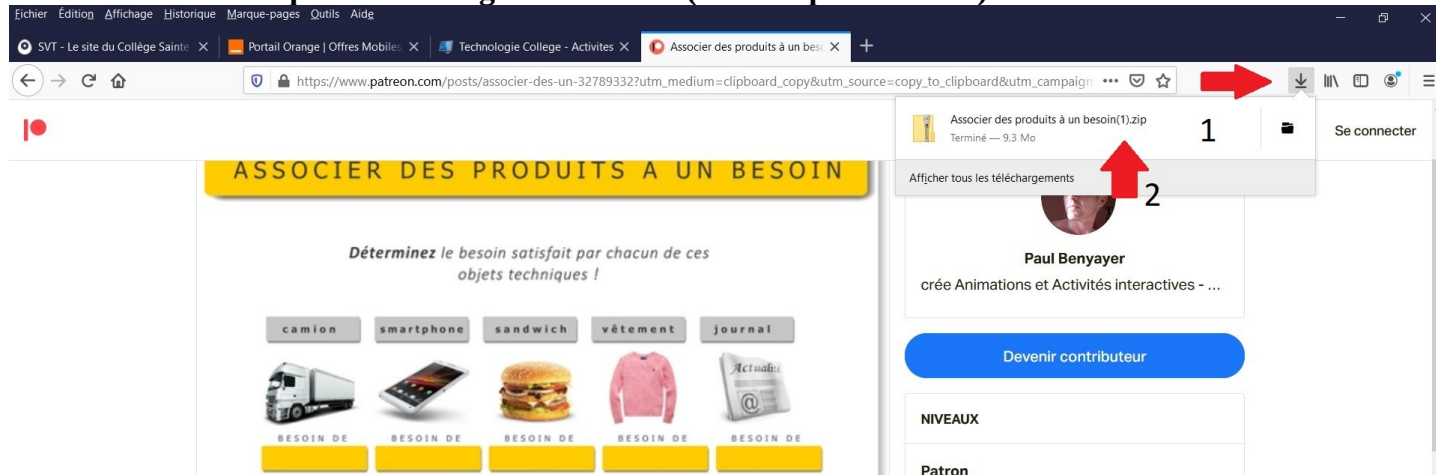 Fichier Édition Affichage Historique Marque-pages Outils Aide
SVT - Le site du Collège Sainte
Portail Orange | Offres Mobiles
Technologie College - Activites
Associer des produits à un beso
https://www.patreon.com/posts/associer-des-un-32789332?utm_medium=clipboard_copy&utm_source=copy_to_clipboard&utm_campaign
Associer des produits à un besoin(1).zip
Terminé — 9,3 Mo
1
Se connecter
Afficher tous les téléchargements
2
ASSOCIER DES PRODUITS A UN BESOIN
Déterminez le besoin satisfait par chacun de ces
objets techniques !
Paul Benyayer
crée Animations et Activités interactives - ...
camion smartphone sandwich vêtement journal
Devenir contributeur
Actualité
@
BESOIN DE BESOIN DE BESOIN DE BESOIN DE BESOIN DE
NIVEAUX
Patron